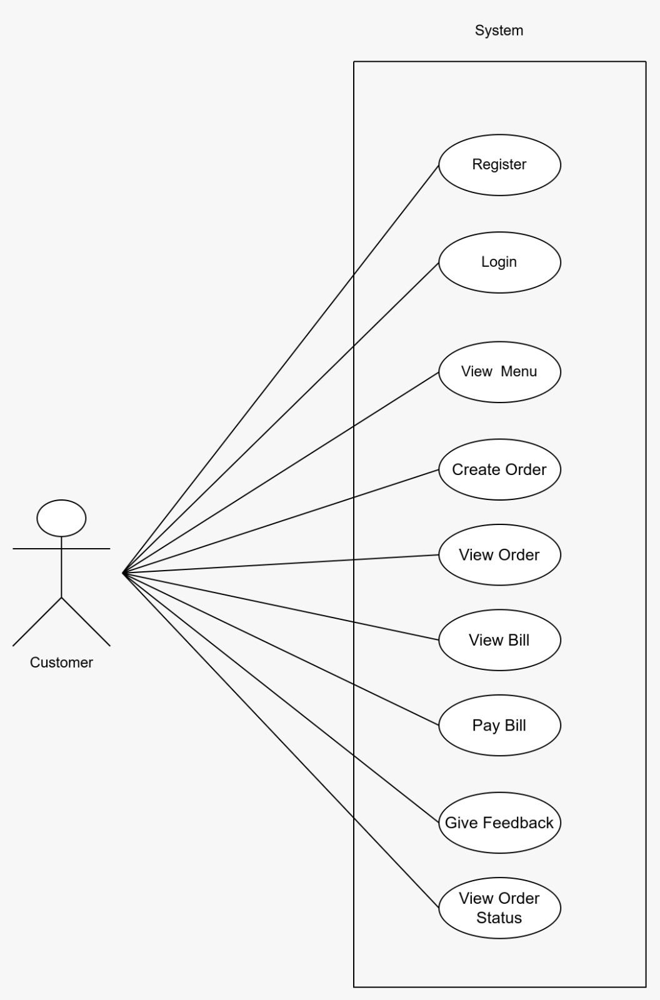 System
Register
Login
View  Menu
Create Order
View Order
View Bill
Pay Bill
Give Feedback
View Order
Status
Customer